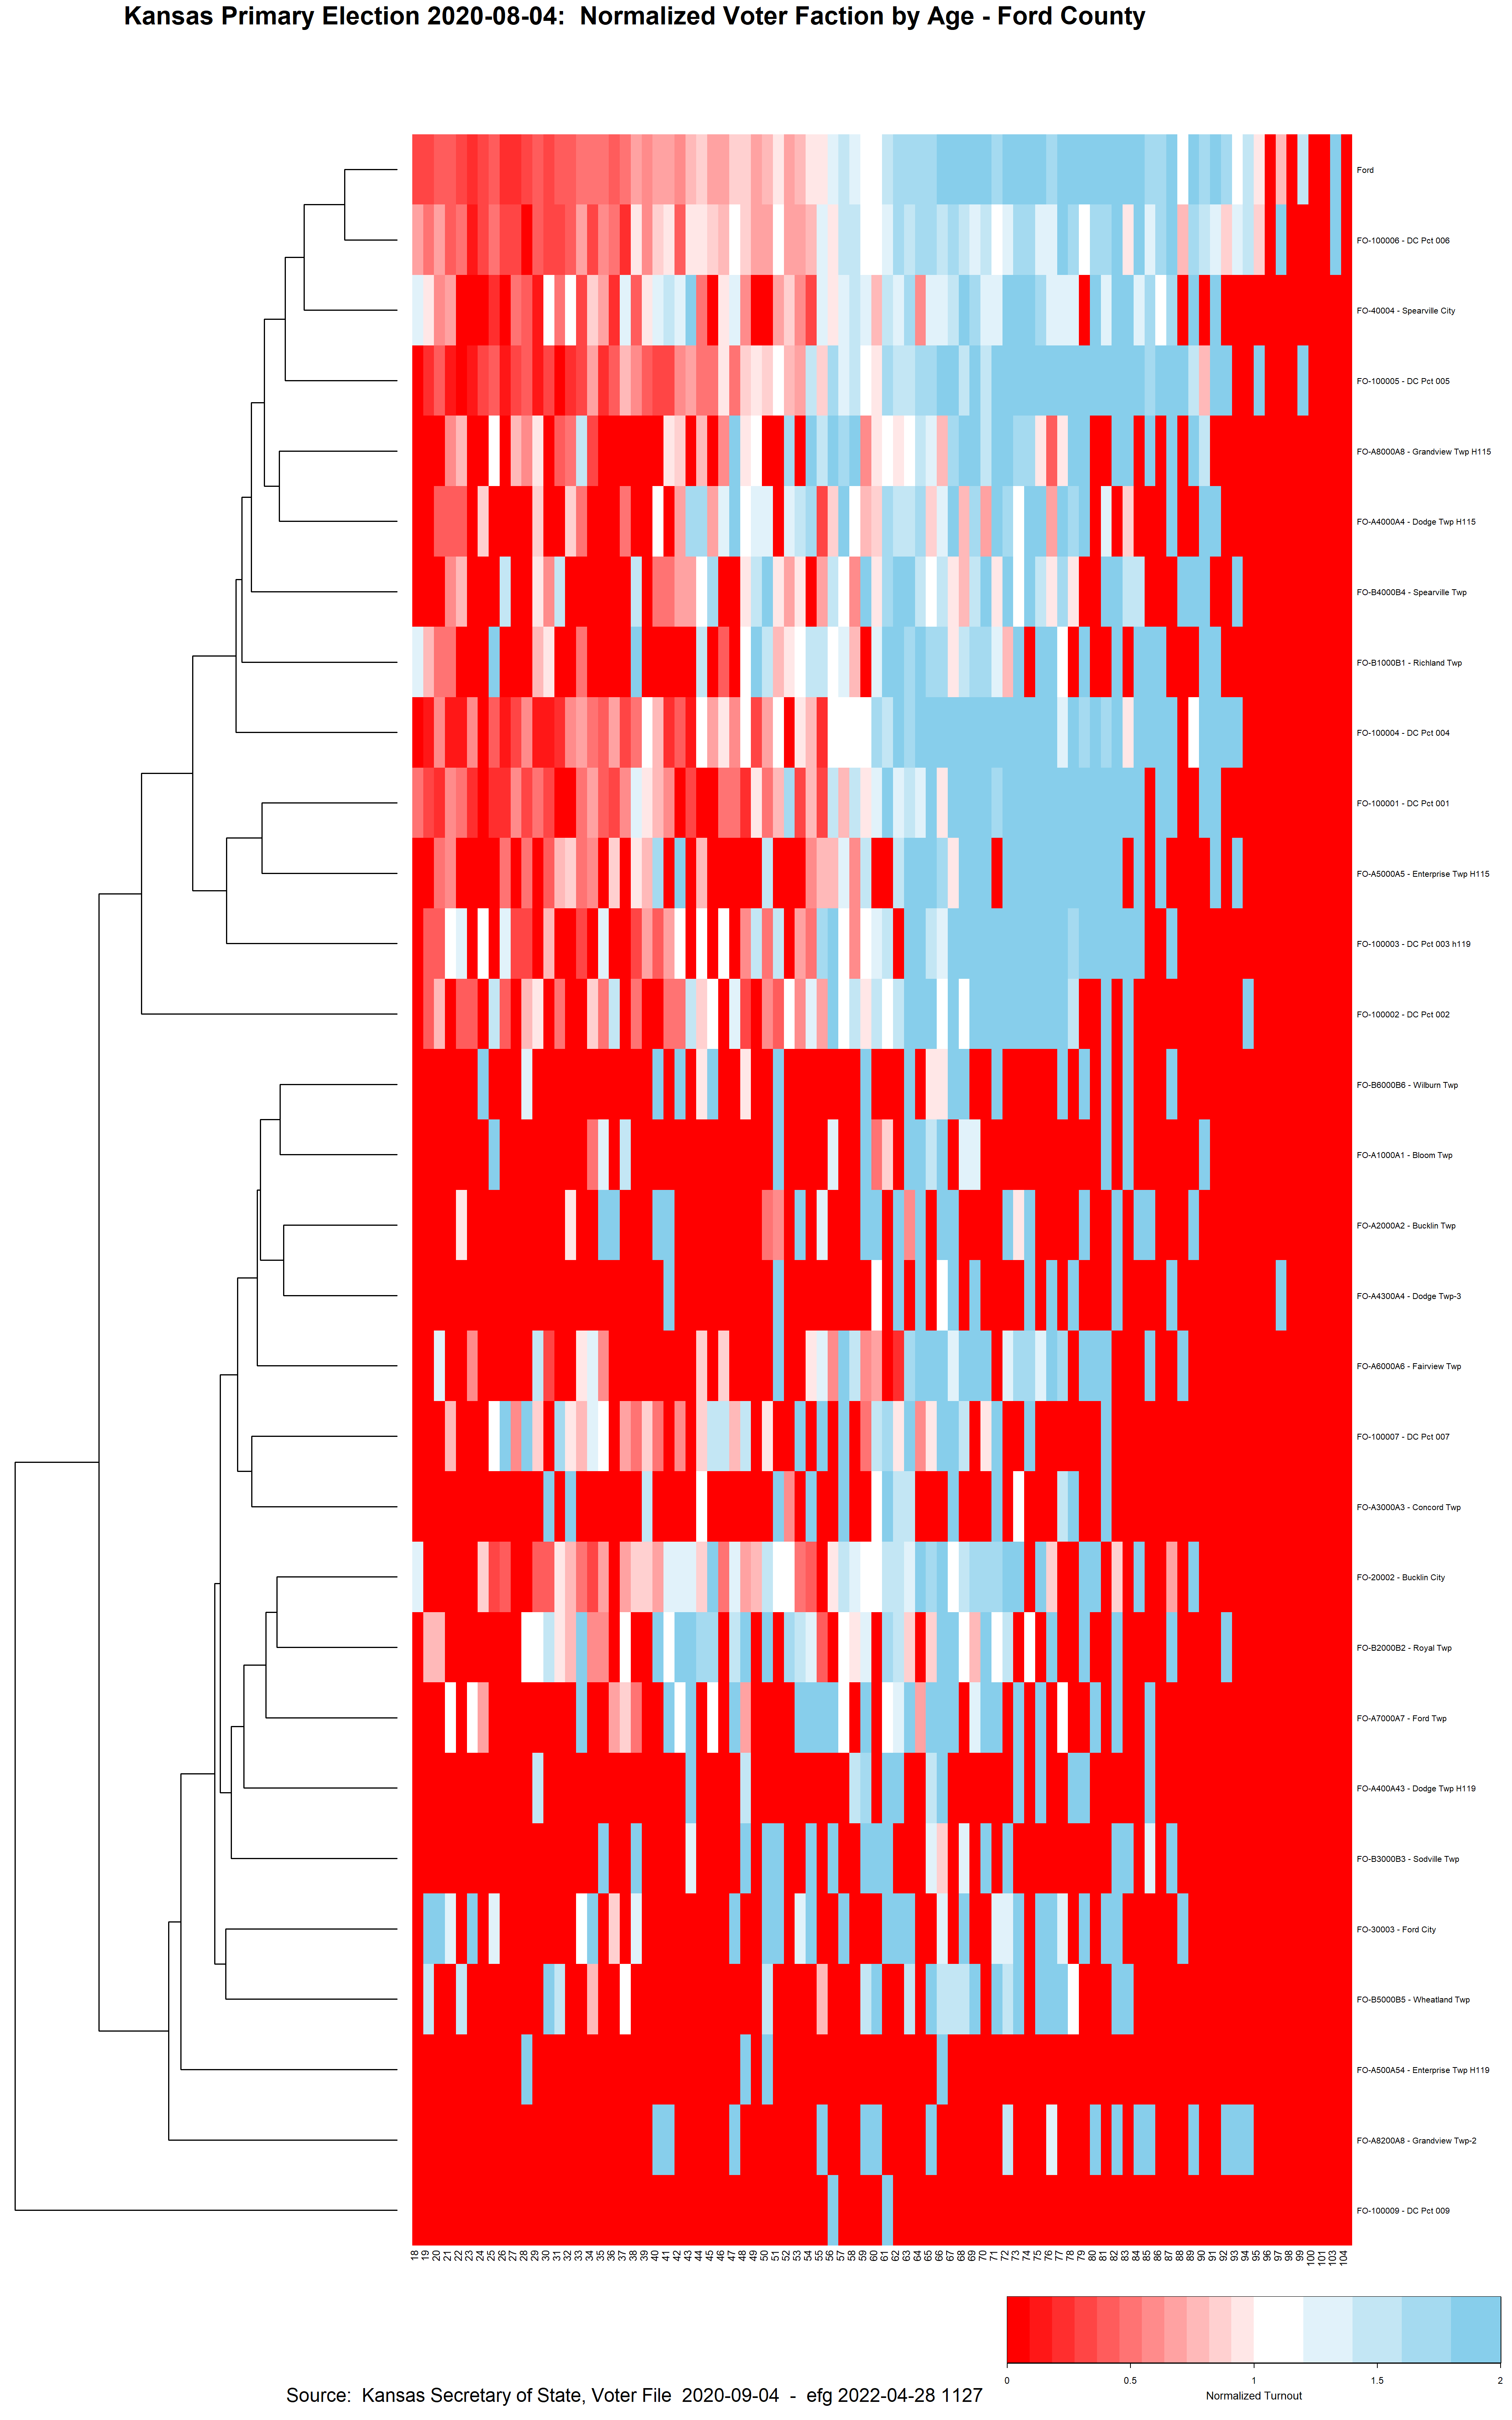 Kansas Primary Election 2020-08-04:  Normalized Voter Faction by Age - Ford County
Ford
FO-100006 - DC Pct 006
FO-40004 - Spearville City
FO-100005 - DC Pct 005
FO-A8000A8 - Grandview Twp H115
FO-A4000A4 - Dodge Twp H115
FO-B4000B4 - Spearville Twp
FO-B1000B1 - Richland Twp
FO-100004 - DC Pct 004
FO-100001 - DC Pct 001
FO-A5000A5 - Enterprise Twp H115
FO-100003 - DC Pct 003 h119
FO-100002 - DC Pct 002
FO-B6000B6 - Wilburn Twp
FO-A1000A1 - Bloom Twp
FO-A2000A2 - Bucklin Twp
FO-A4300A4 - Dodge Twp-3
FO-A6000A6 - Fairview Twp
FO-100007 - DC Pct 007
FO-A3000A3 - Concord Twp
FO-20002 - Bucklin City
FO-B2000B2 - Royal Twp
FO-A7000A7 - Ford Twp
FO-A400A43 - Dodge Twp H119
FO-B3000B3 - Sodville Twp
FO-30003 - Ford City
FO-B5000B5 - Wheatland Twp
FO-A500A54 - Enterprise Twp H119
FO-A8200A8 - Grandview Twp-2
FO-100009 - DC Pct 009
18 19 20 21 22 23 24 25 26 27 28 29 30 31 32 33 34 35 36 37 38 39 40 41 42 43 44 45 46 47 48 49 50 51 52 53 54 55 56 57 58 59 60 61 62 63 64 65 66 67 68 69 70 71 72 73 74 75 76 77 78 79 80 81 82 83 84 85 86 87 88 89 90 91 92 93 94 95 96 97 98 99 100 101 103 104
0 0.5 1 1.5 2
Normalized Turnout
Source:  Kansas Secretary of State, Voter File  2020-09-04  -  efg 2022-04-28 1127